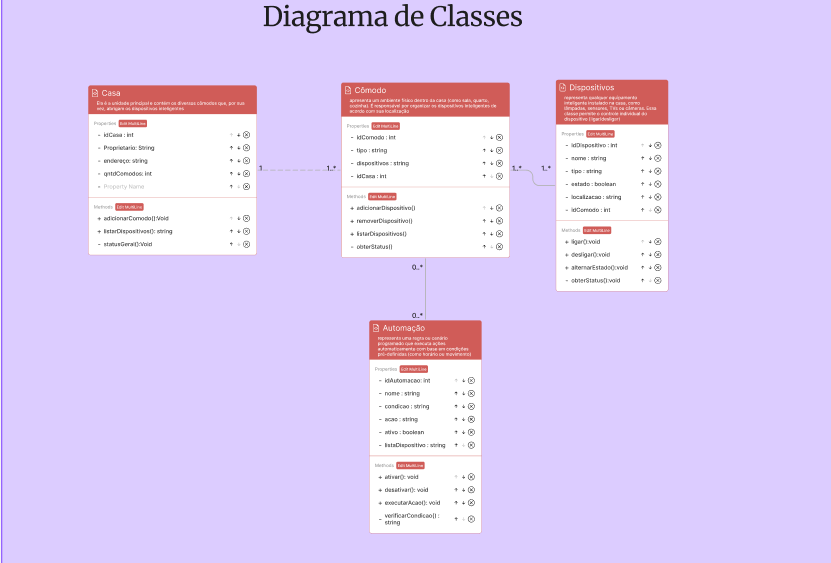 Diagrama de Classes
Casa
Ela é a unidade principal e contém os diversos cômodos que, por sua
vez, abrigam os dispositivos inteligentes
Properties Edit MultiLine
- idCasa : int
- Proprietario: String
- endereço: string
- qntdComodos: int
- Property Name
Methods Edit MultiLine
+ adicionarComodo():Void
+ listarDispositivos(): string
- statusGeral():Void
1
1..*
Cômodo
apresenta um ambiente físico dentro da casa (como sala, quarto,
cozinha). É responsável por organizar os dispositivos inteligentes de
acordo com sua localização
Properties Edit MultiLine
- idComodo : int
- tipo : string
- dispositivos : string
- idCasa : int
Methods Edit MultiLine
+ adicionarDispositivo()
+ removerDispositivo()
+ listarDispositivos()
- obterStatus()
1..*
1..*
Dispositivos
representa qualquer equipamento
inteligente instalado na casa, como
lâmpadas, sensores, TVs ou câmeras. Essa
classe permite o controle individual do
dispositivo (ligar/desligar)
Properties Edit MultiLine
- idDispositivo : int
- nome : string
- tipo : string
- estado : boolean
- localizacao : string
- idComodo : int
Methods Edit MultiLine
+ ligar():void
+ desligar():void
+ alternarEstado():void
- obterStatus():void
0..*
0..*
Automação
representa uma regra ou cenário
programado que executa ações
automaticamente com base em condições
pré-definidas (como horário ou movimento)
Properties Edit MultiLine
- idAutomacao: int
- nome : string
- condicao : string
- acao : string
- ativo : boolean
- listaDispositivo : string
Methods Edit MultiLine
+ ativar(): void
+ desativar(): void
+ executarAcao(): void
- verificarCondicao() :
string